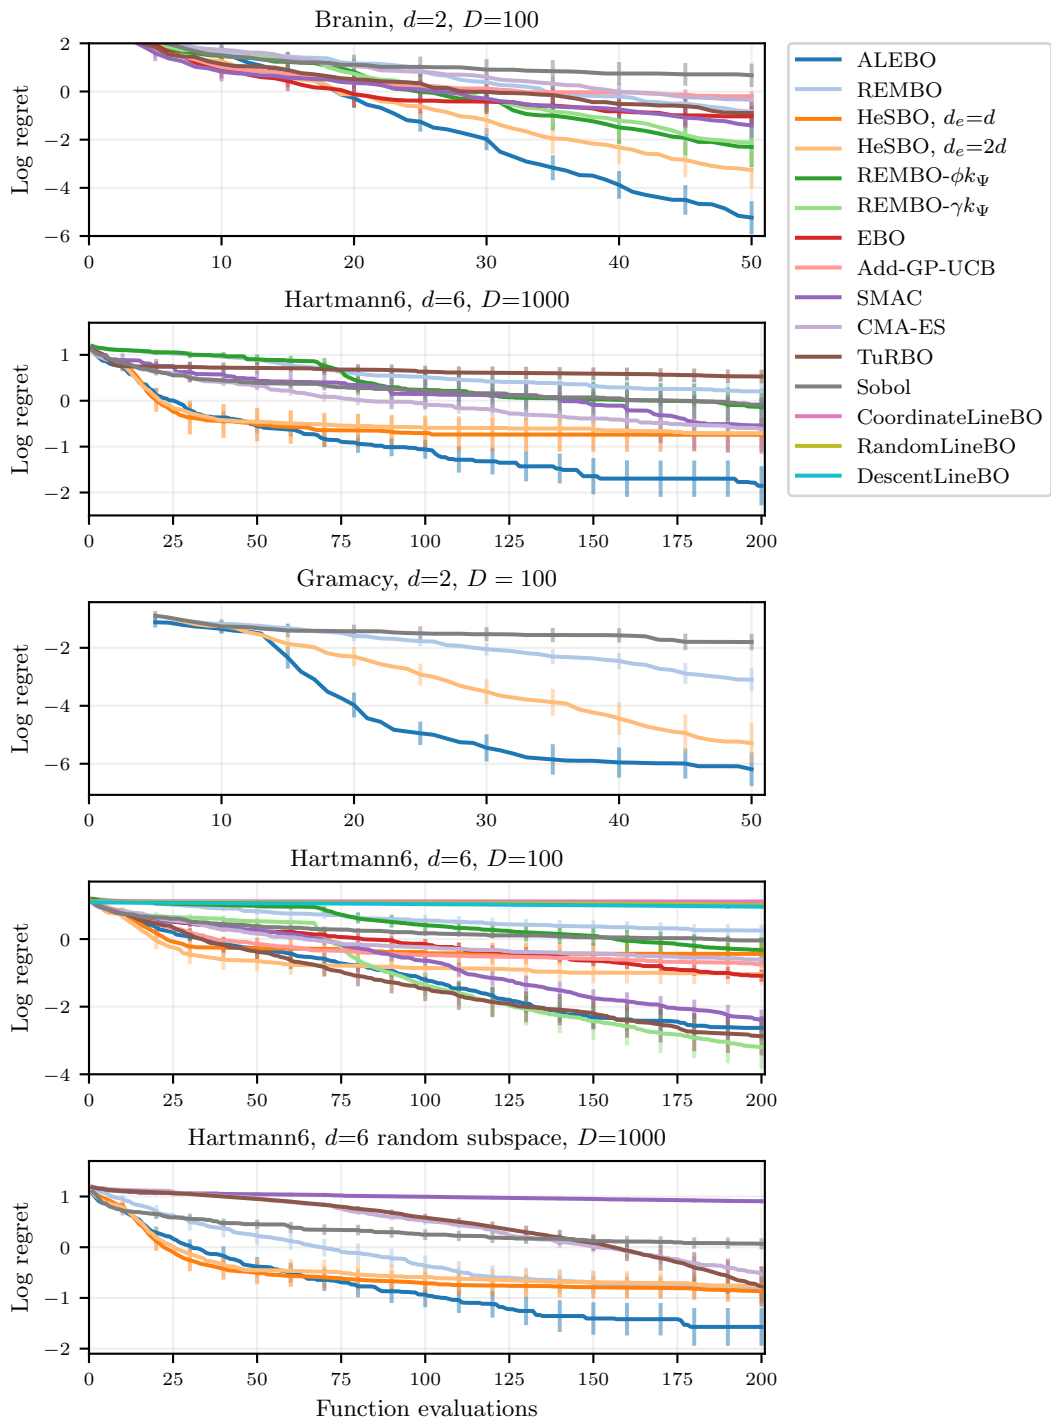 Branin, d=2, D=100
Log regret
2
0
−2
−4
−6
0
10
20
30
40
50
ALEBO
REMBO
HeSBO, dₑ=d
HeSBO, dₑ=2d
REMBO-ϕk_Ψ
REMBO-γk_Ψ
EBO
Add-GP-UCB
SMAC
CMA-ES
TuRBO
Sobol
CoordinateLineBO
RandomLineBO
DescentLineBO
Hartmann6, d=6, D=1000
Log regret
1
0
−1
−2
0
25
50
75
100
125
150
175
200
Gramacy, d=2, D = 100
Log regret
−2
−4
−6
0
10
20
30
40
50
Hartmann6, d=6, D=100
Log regret
0
−2
−4
0
25
50
75
100
125
150
175
200
Hartmann6, d=6 random subspace, D=1000
Log regret
1
0
−1
−2
0
25
50
75
100
125
150
175
200
Function evaluations